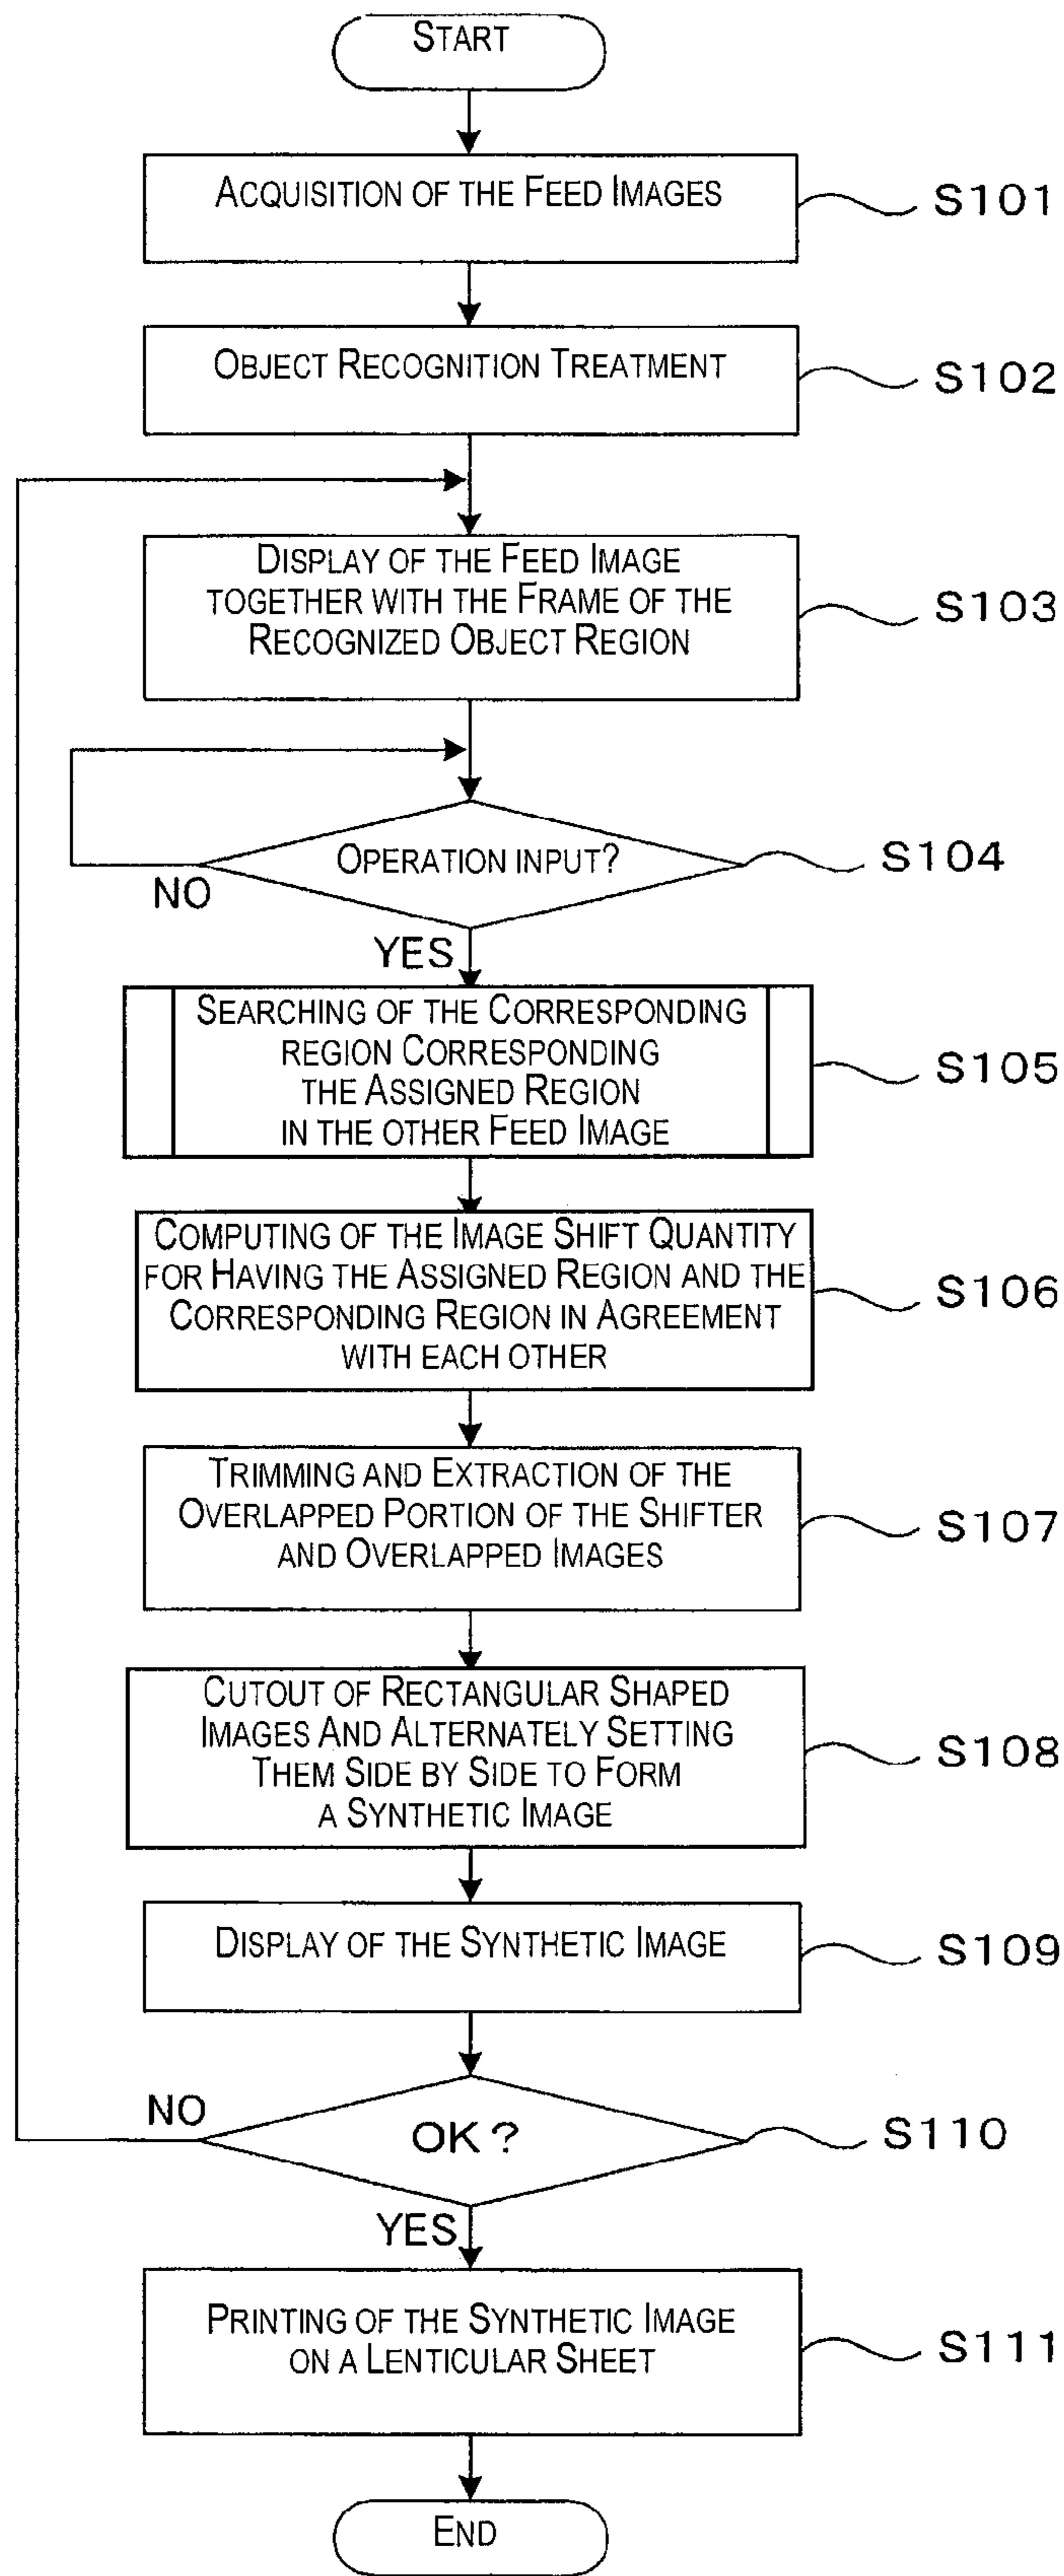 START
ACQUISITION OF THE FEED IMAGES
S101
OBJECT RECOGNITION TREATMENT
S102
DISPLAY OF THE FEED IMAGE
TOGETHER WITH THE FRAME OF THE
RECOGNIZED OBJECT REGION
S103
OPERATION INPUT?
S104
NO
YES
SEARCHING OF THE CORRESPONDING
REGION CORRESPONDING
THE ASSIGNED REGION
IN THE OTHER FEED IMAGE
S105
COMPUTING OF THE IMAGE SHIFT QUANTITY
FOR HAVING THE ASSIGNED REGION AND THE
CORRESPONDING REGION IN AGREEMENT
WITH EACH OTHER
S106
TRIMMING AND EXTRACTION OF THE
OVERLAPPED PORTION OF THE SHIFTER
AND OVERLAPPED IMAGES
S107
CUTOUT OF RECTANGULAR SHAPED
IMAGES AND ALTERNATELY SETTING
THEM SIDE BY SIDE TO FORM
A SYNTHETIC IMAGE
S108
DISPLAY OF THE SYNTHETIC IMAGE
S109
NO
OK?
S110
YES
PRINTING OF THE SYNTHETIC IMAGE
ON A LENTICULAR SHEET
S111
END